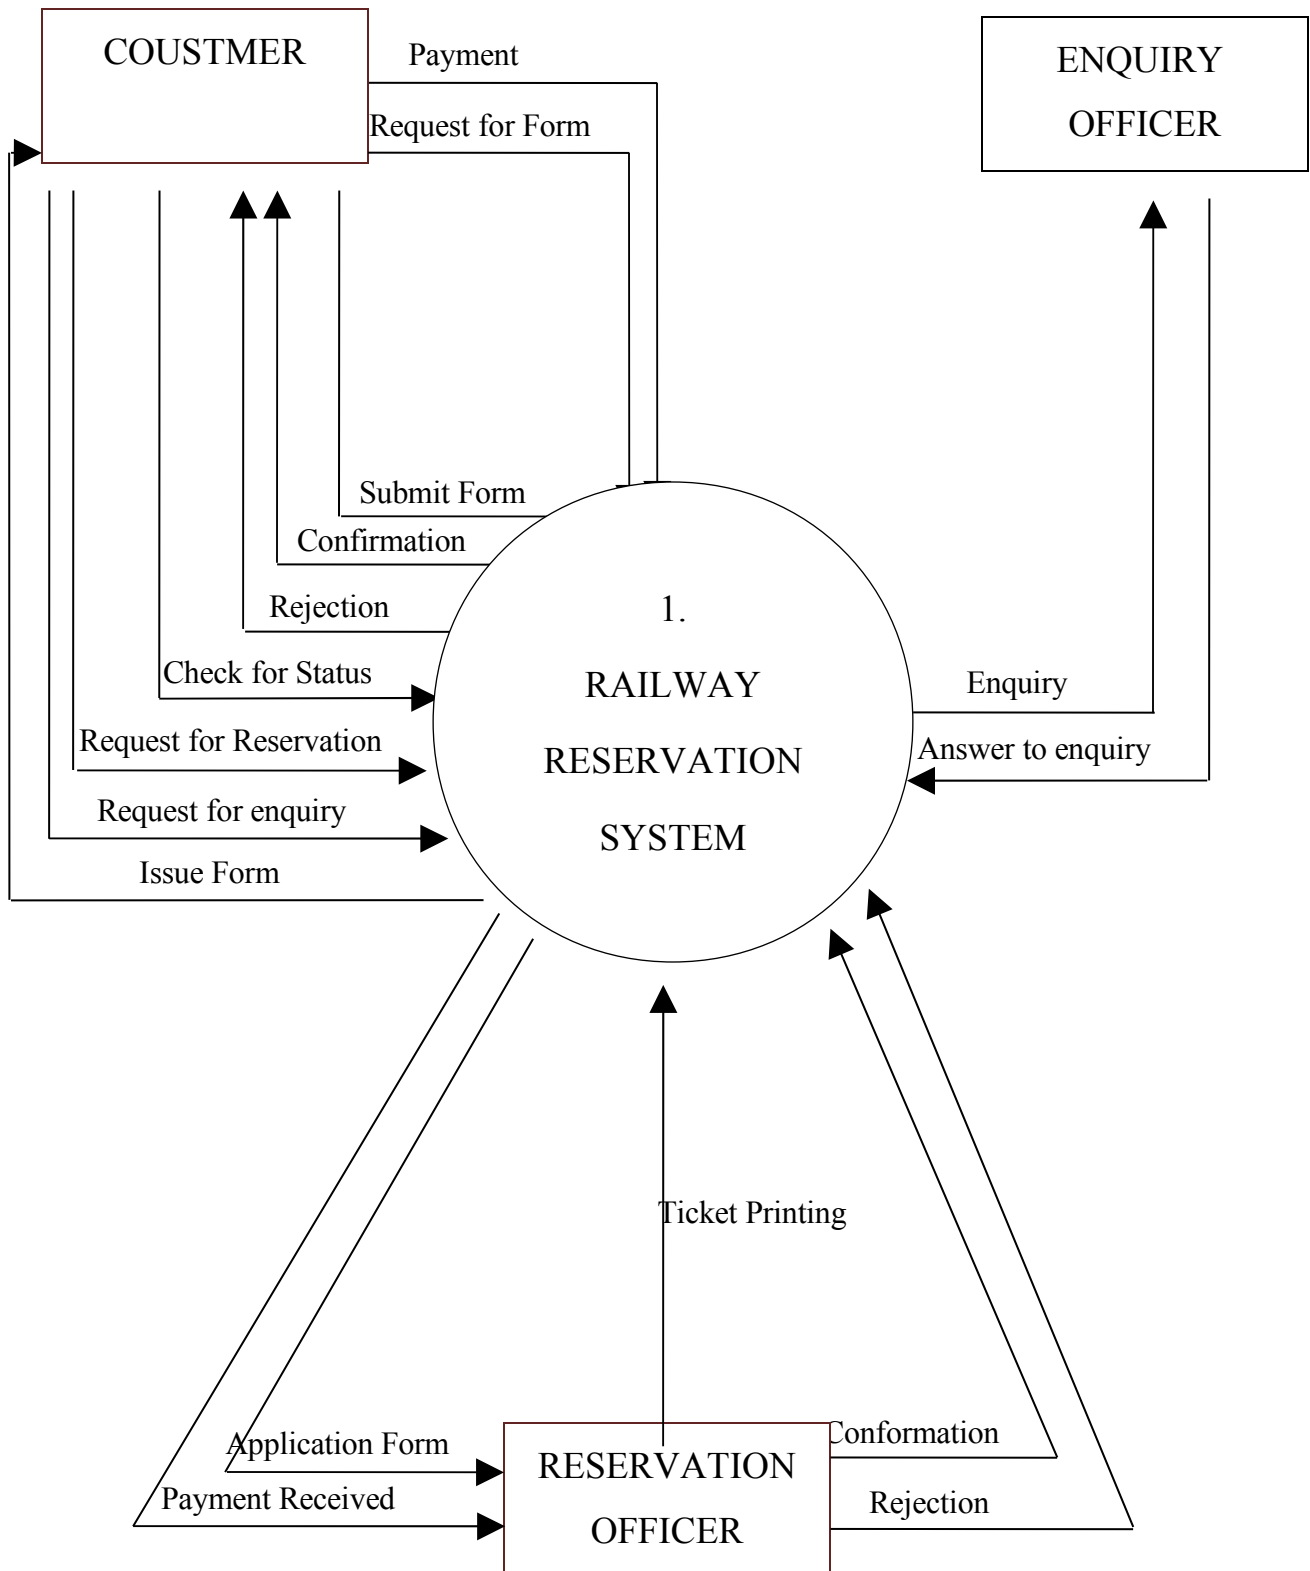 COUSTMER
Payment
Request for Form
ENQUIRY
OFFICER
Submit Form
Confirmation
Rejection
Check for Status
Request for Reservation
Request for enquiry
Issue Form
1.
RAILWAY
RESERVATION
SYSTEM
Enquiry
Answer to enquiry
Ticket Printing
Application Form
Payment Received
RESERVATION
OFFICER
Conformation
Rejection